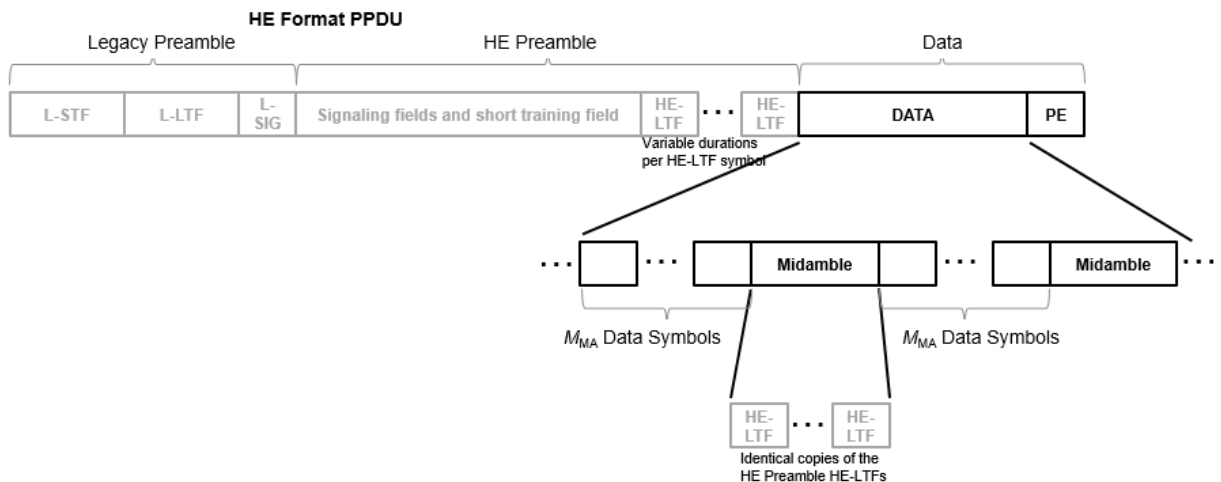 HE Format PPDU
Legacy Preamble
HE Preamble
Data
L-STF
L-LTF
L-
SIG
Signaling fields and short training field
HE-
LTF
...
HE-
LTF
DATA
PE
Variable durations
per HE-LTF symbol
...
...
Midamble
...
Midamble
...
MMA Data Symbols
MMA Data Symbols
HE-
LTF
...
HE-
LTF
Identical copies of the
HE Preamble HE-LTFs